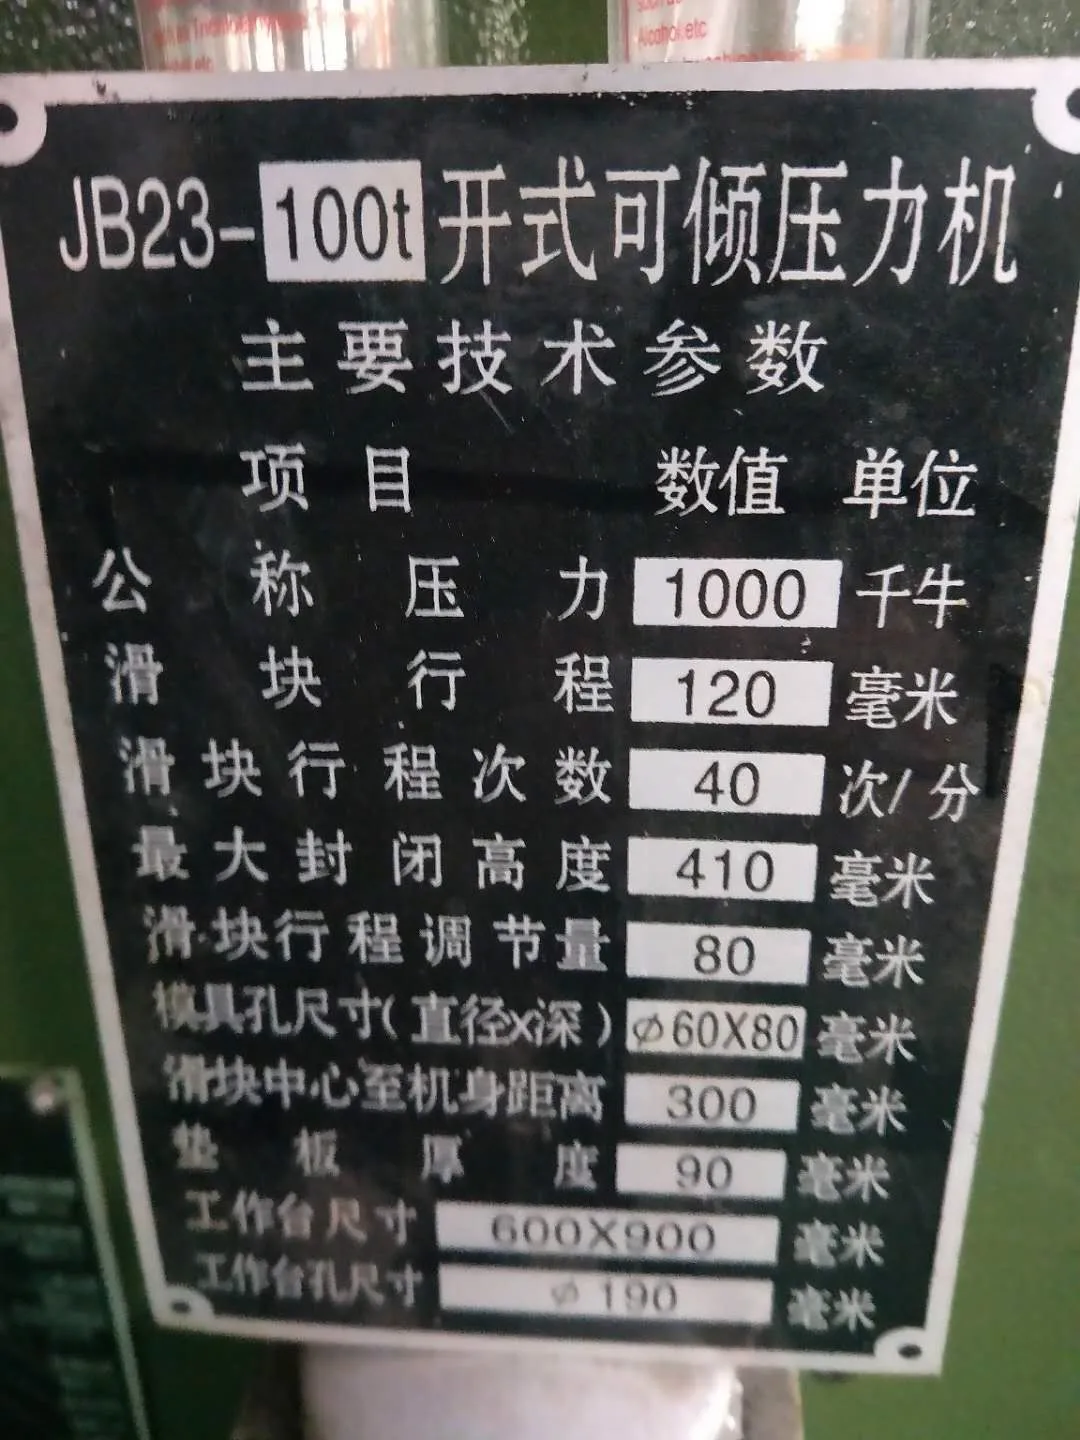 Alcohol.etc
JB23-100t开式可倾压力机
主要技术参数
项目 数值 单位
公称压力 1000 千牛
滑块行程 120 毫米
滑块行程次数 40 次/分
最大封闭高度 410 毫米
滑块行程调节量 80 毫米
模具孔尺寸(直径x深) φ60X80 毫米
滑块中心至机身距离 300 毫米
垫板厚度 90 毫米
工作台尺寸 600X900 毫米
工作台孔尺寸 φ190 毫米